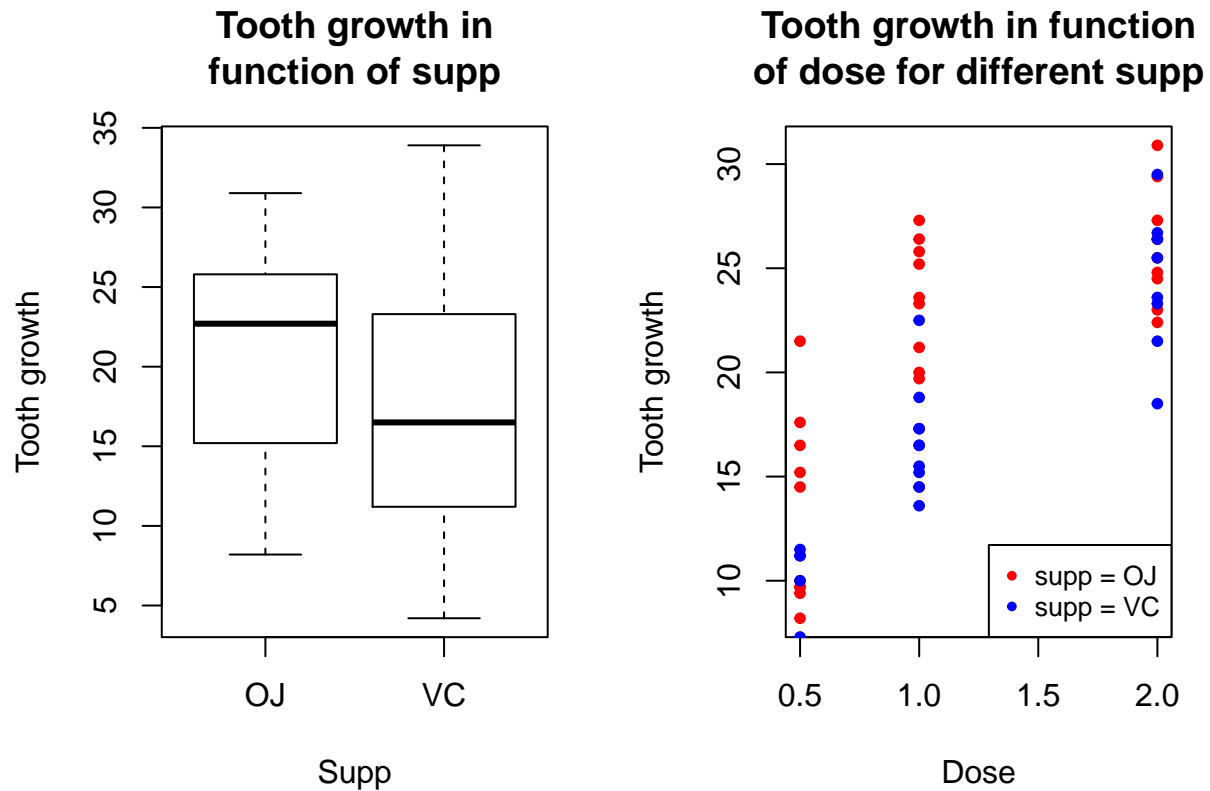 Tooth growth in
function of supp
Tooth growth
35
30
25
20
15
10
5
OJ VC
Supp
Tooth growth in function
of dose for different supp
Tooth growth
30
25
20
15
10
supp = OJ
supp = VC
0.5 1.0 1.5 2.0
Dose